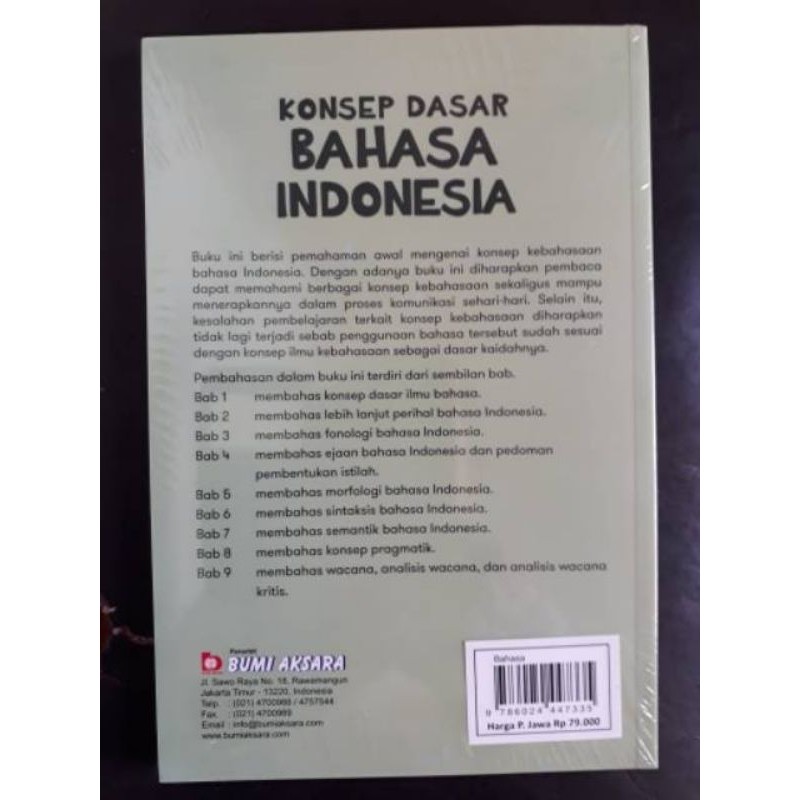 KONSEP DASAR
BAHASA
INDONESIA
Buku ini berisi pemahaman awal mengenai konsep kebahasaan
bahasa Indonesia. Dengan adanya buku ini diharapkan pembaca
dapat memahami berbagai konsep kebahasaan sekaligus mampu
menerapkannya dalam proses komunikasi sehari-hari. Selain itu,
kesalahan pembelajaran terkait konsep kebahasaan diharapkan
tidak lagi terjadi sebab penggunaan bahasa tersebut sudah sesuai
dengan konsep ilmu kebahasaan sebagai dasar kaidahnya.
Pembahasan dalam buku ini terdiri dari sembilan bab.
Bab 1 membahas konsep dasar ilmu bahasa.
Bab 2 membahas lebih lanjut perihal bahasa Indonesia.
Bab 3 membahas fonologi bahasa Indonesia.
Bab 4 membahas ejaan bahasa Indonesia dan pedoman
pembentukan istilah.
Bab 5 membahas morfologi bahasa Indonesia.
Bab 6 membahas sintaksis bahasa Indonesia.
Bab 7 membahas semantik bahasa Indonesia.
Bab 8 membahas konsep pragmatik.
Bab 9 membahas wacana, analisis wacana, dan analisis wacana
kritis.
Penerbit
BUMI AKSARA
Jl. Sawo Raya No. 18, Rawamangun
Jakarta Timur - 13220, Indonesia
Telp. : (021) 4700988 / 4757544
Fax. : (021) 4700989
Email : info@bumiaksara.com
www.bumiaksara.com
Bahasa
9 786024 447335
Harga P. Jawa Rp 79.000